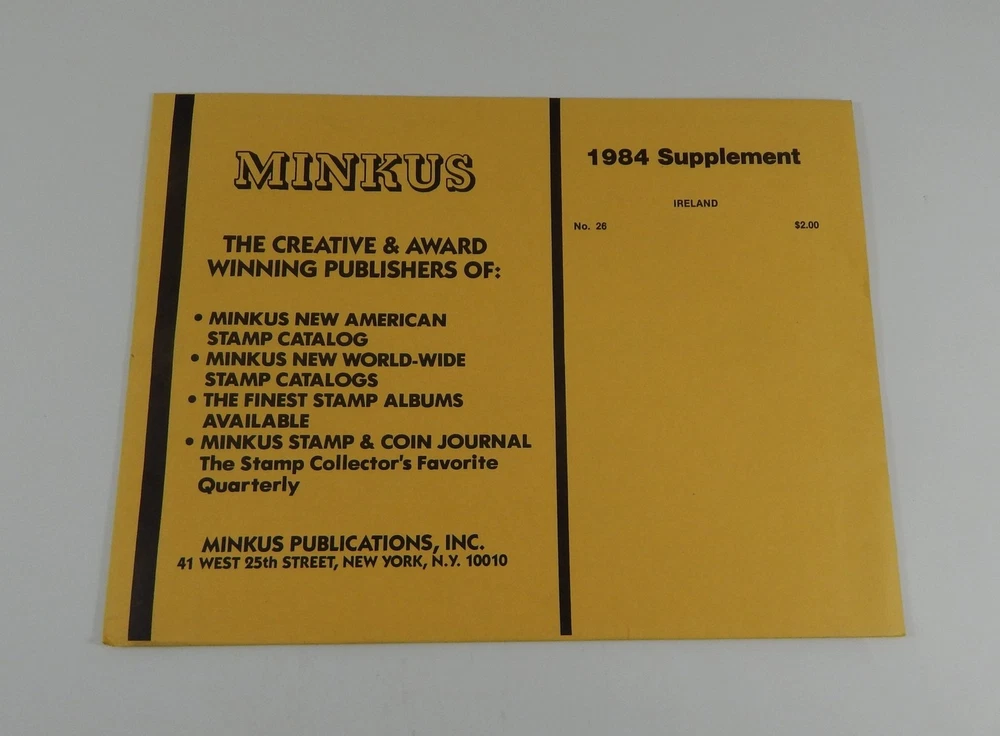 MINKUS
THE CREATIVE & AWARD
WINNING PUBLISHERS OF:
• MINKUS NEW AMERICAN
STAMP CATALOG
• MINKUS NEW WORLD-WIDE
STAMP CATALOGS
• THE FINEST STAMP ALBUMS
AVAILABLE
• MINKUS STAMP & COIN JOURNAL
The Stamp Collector's Favorite
Quarterly
MINKUS PUBLICATIONS, INC.
41 WEST 25th STREET, NEW YORK, N.Y. 10010
1984 Supplement
IRELAND
No. 26 $2.00